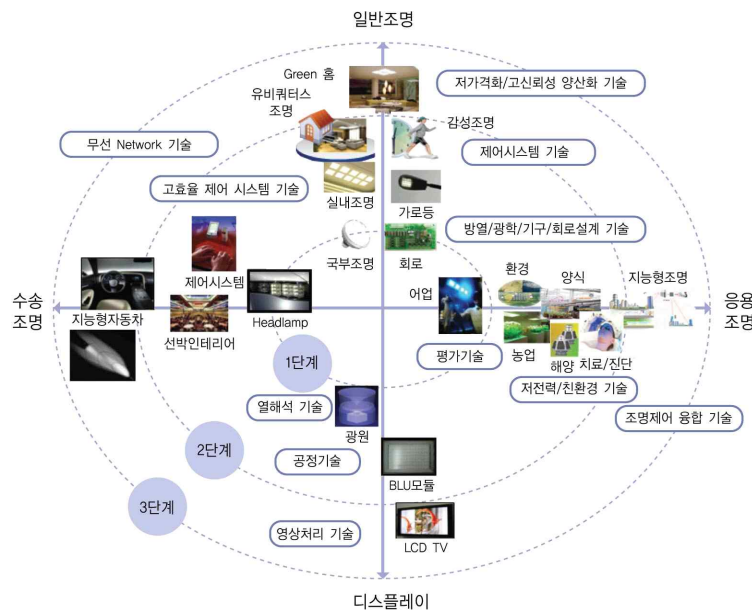 일반조명
Green 홈
저가격화/고신뢰성 양산화 기술
유비쿼터스
조명
감성조명
무선 Network 기술
제어시스템 기술
고효율 제어 시스템 기술
실내조명
가로등
방열/광학/기구/회로설계 기술
국부조명
회로
제어시스템
환경
양식
지능형조명
어업
수송
조명
응용
조명
지능형자동차
선박인테리어
Headlamp
1단계
평가기술
농업
해양
치료/진단
저전력/친환경 기술
열해석 기술
조명제어 융합 기술
광원
2단계
공정기술
BLU모듈
3단계
영상처리 기술
LCD TV
디스플레이